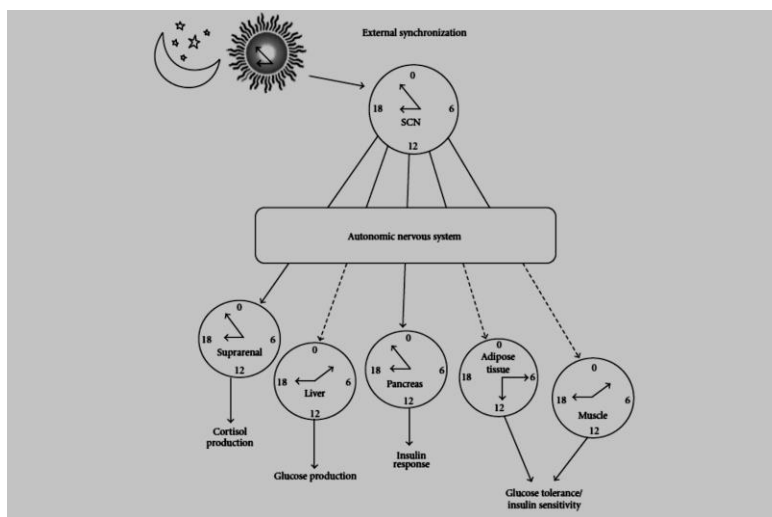 External synchronization
0
18
6
SCN
12
Autonomic nervous system
0
18
6
Suprarenal
12
Cortisol
production
0
18
6
Liver
12
Glucose production
0
18
6
Pancreas
12
Insulin
response
0
Adipose
tissue
18
6
12
0
18
6
Muscle
12
Glucose tolerance/
insulin sensitivity